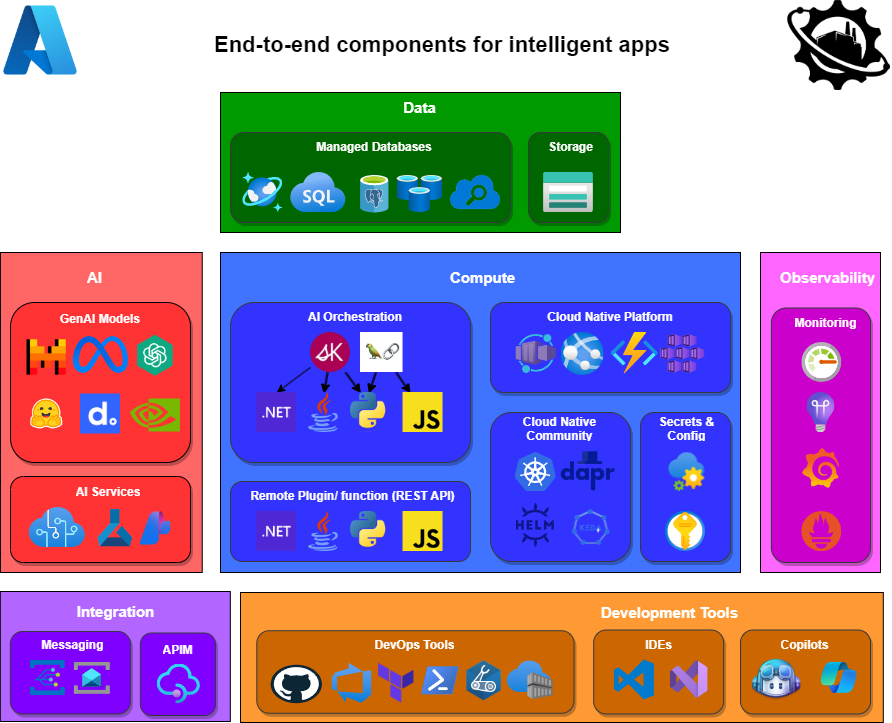 End-to-end components for intelligent apps
Data
Managed Databases
Storage
SQL
AI
GenAI Models
d.
AI Services
Compute
AI Orchestration
SK
.NET
JS
Remote Plugin/ function (REST API)
.NET
JS
Cloud Native Platform
Cloud Native
Community
dapr
HELM
KEDA
Secrets &
Config
Observability
Monitoring
Integration
Messaging
APIM
Development Tools
DevOps Tools
IDEs
Copilots